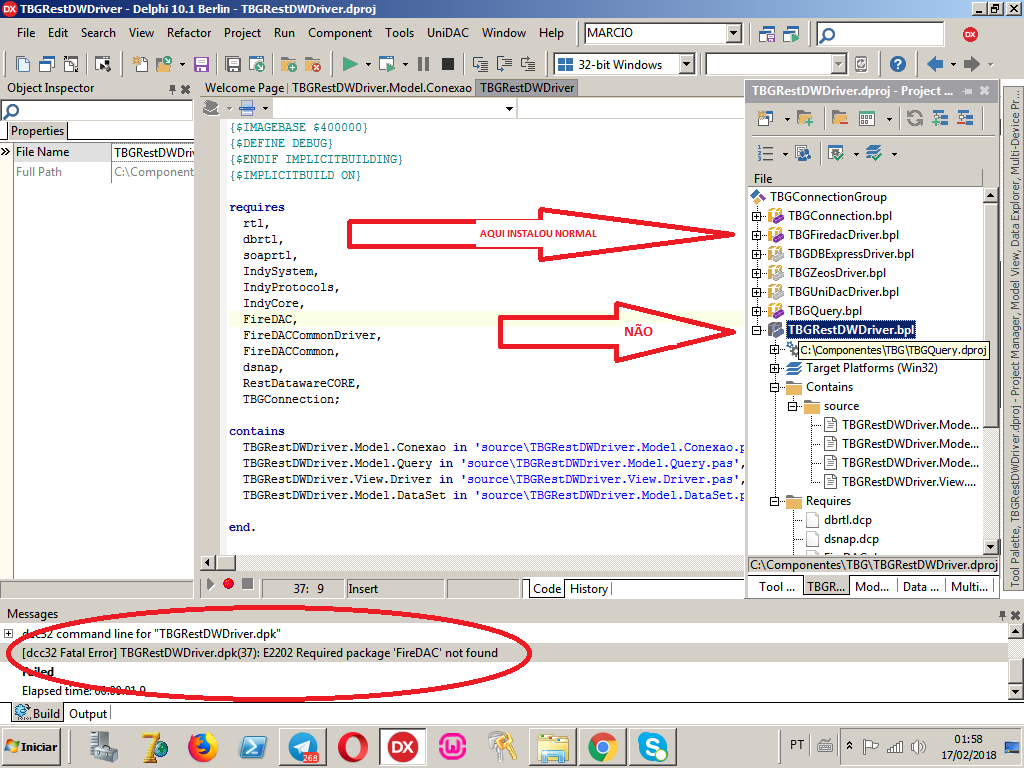 TBGRestDWDriver - Delphi 10.1 Berlin - TBGRestDWDriver.dproj
File Edit Search View Refactor Project Run Component Tools UniDAC Window Help
MARCIO
32-bit Windows
Object Inspector
Properties
File Name TBGRestDWDriv
Full Path C:\Component
Welcome Page TBGRestDWDriver.Model.Conexao TBGRestDWDriver
{$IMAGEBASE $400000}
{$DEFINE DEBUG}
{$ENDIF IMPLICITBUILDING}
{$IMPLICITBUILD ON}
requires
rtl,
dbrtl,
soaprtl,
IndySystem,
IndyProtocols,
IndyCore,
FireDAC,
FireDACCommonDriver,
FireDACCommon,
dsnap,
RestDatawareCORE,
TBGConnection;
contains
TBGRestDWDriver.Model.Conexao in 'source\TBGRestDWDriver.Model.Conexao.p
TBGRestDWDriver.Model.Query in 'source\TBGRestDWDriver.Model.Query.pas',
TBGRestDWDriver.View.Driver in 'source\TBGRestDWDriver.View.Driver.pas',
TBGRestDWDriver.Model.DataSet in 'source\TBGRestDWDriver.Model.DataSet.p
end.
AQUI INSTALOU NORMAL
NÃO
37: 9 Insert
Code History
TBGRestDWDriver.dproj - Project ...
File
TBGConnectionGroup
TBGConnection.bpl
TBGFiredacDriver.bpl
TBGDBExpressDriver.bpl
TBGZeosDriver.bpl
TBGUniDacDriver.bpl
TBGQuery.bpl
TBGRestDWDriver.bpl
C:\Componentes\TBG\TBGQuery.dproj
Target Platforms (Win32)
Contains
source
TBGRestDWDriver.Mode...
TBGRestDWDriver.Mode...
TBGRestDWDriver.Mode...
TBGRestDWDriver.View....
Requires
dbrtl.dcp
dsnap.dcp
C:\Componentes\TBG\TBGRestDWDriver.dproj
Tool ... TBGR... Mod... Data ... Multi...
Tool Palette, TBGRestDWDriver.dproj - Project Manager, Model View, Data Explorer, Multi-Device Pr...
Messages
dcc32 command line for "TBGRestDWDriver.dpk"
[dcc32 Fatal Error] TBGRestDWDriver.dpk(37): E2202 Required package 'FireDAC' not found
Failed
Elapsed time: 00:00:01.9
Build Output
Iniciar
268
DX
PT
01:58
17/02/2018